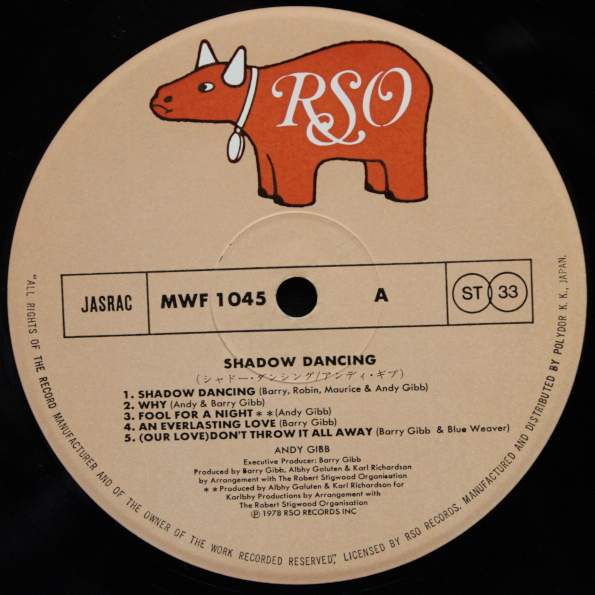 RSO
JASRAC MWF 1045 A ST 33
SHADOW DANCING
(シャドー・ダンシング/アンディ・ギブ)
1. SHADOW DANCING (Barry, Robin, Maurice & Andy Gibb)
2. WHY (Andy & Barry Gibb)
3. FOOL FOR A NIGHT ** (Andy Gibb)
4. AN EVERLASTING LOVE (Barry Gibb)
5. (OUR LOVE) DON'T THROW IT ALL AWAY (Barry Gibb & Blue Weaver)
ANDY GIBB
Executive Producer: Barry Gibb
Produced by Barry Gibb, Albhy Galuten & Karl Richardson
by Arrangement with The Robert Stigwood Organisation
**Produced by Albhy Galuten & Karl Richardson for
Karlbhy Productions by Arrangement with
The Robert Stigwood Organisation
℗ 1978 RSO RECORDS INC
"ALL RIGHTS OF THE RECORD MANUFACTURER AND OF THE OWNER OF THE WORK RECORDED RESERVED", LICENSED BY RSO RECORDS. MANUFACTURED AND DISTRIBUTED BY POLYDOR K. K., JAPAN.